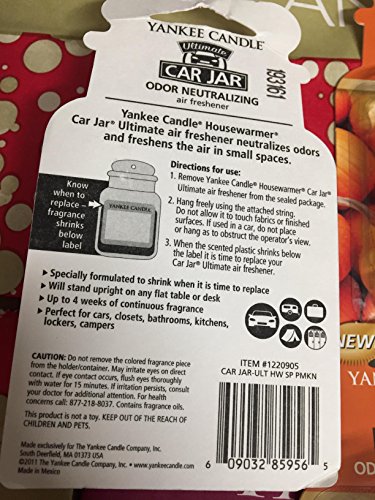 YANKEE CANDLE®
Ultimate
CAR JAR®
ODOR NEUTRALIZING
air freshener
Yankee Candle® Housewarmer®
Car Jar® Ultimate air freshener neutralizes odors
and freshens the air in small spaces.
Know
when to
replace –
fragrance
shrinks
below
label
YANKEE CANDLE
Directions for use:
1. Remove Yankee Candle® Housewarmer® Car Jar®
Ultimate air freshener from the sealed package.
2. Hang freely using the attached string.
Do not allow it to touch fabrics or finished
surfaces. If used in a car, do not place
or hang as to obstruct the operator's view.
3. When the scented plastic shrinks below
the label it is time to replace your
Car Jar® Ultimate air freshener.
Specially formulated to shrink when it is time to replace
Will stand upright on any flat table or desk
Up to 4 weeks of continuous fragrance
Perfect for cars, closets, bathrooms, kitchens,
lockers, campers
CAUTION: Do not remove the colored fragrance piece
from the holder/container. May irritate eyes on direct
contact. If eye contact occurs, flush eyes thoroughly
with water for 15 minutes. If irritation persists, consult
your doctor for additional attention. For health
concerns call: 877-218-8037. Contains fragrance oils.
This product is not a toy. KEEP OUT OF THE REACH OF
CHILDREN AND PETS.
Made exclusively for The Yankee Candle Company, Inc.
South Deerfield, MA 01373 USA
©2011 The Yankee Candle Company, Inc. • www.yankeecandle.com
Made in Mexico
ITEM #1220905
CAR JAR-ULT HW SP PMKN
6 09032 85956 5
NEW
YAN